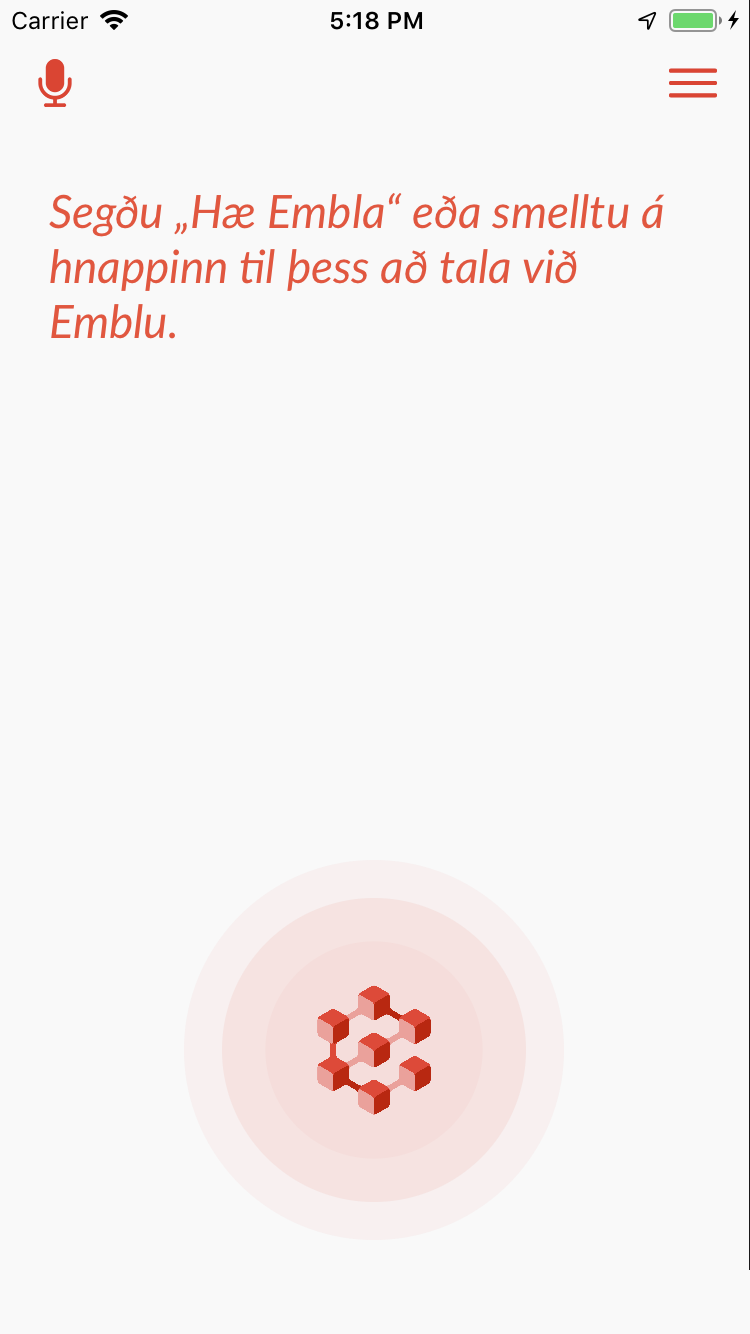 Carrier
5:18 PM
Segðu „Hæ Embla“ eða smelltu á
hnappinn til þess að tala við
Emblu.